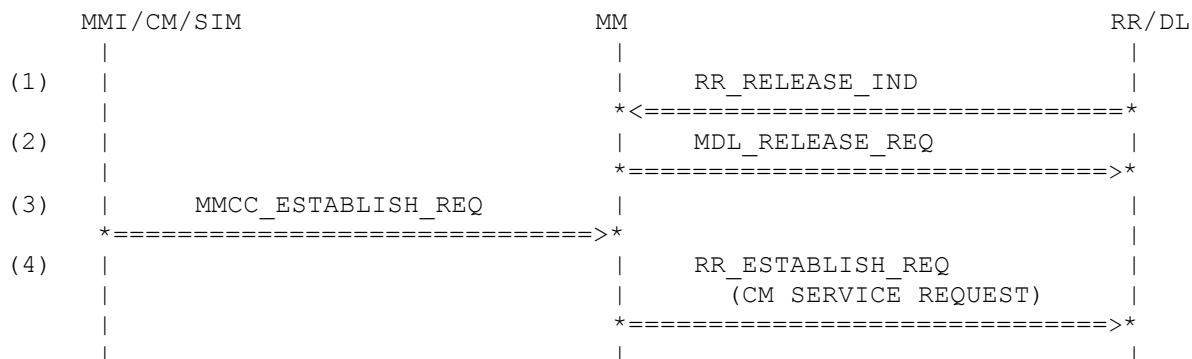 MMI/CM/SIM MM RR/DL
| | |
(1) | | RR_RELEASE_IND |
| *<==============================*
(2) | | MDL_RELEASE_REQ |
| *==============================>*
(3) | MMCC_ESTABLISH_REQ | |
*==============================>* |
(4) | | RR_ESTABLISH_REQ |
| | (CM SERVICE REQUEST) |
| *==============================>*
| | |